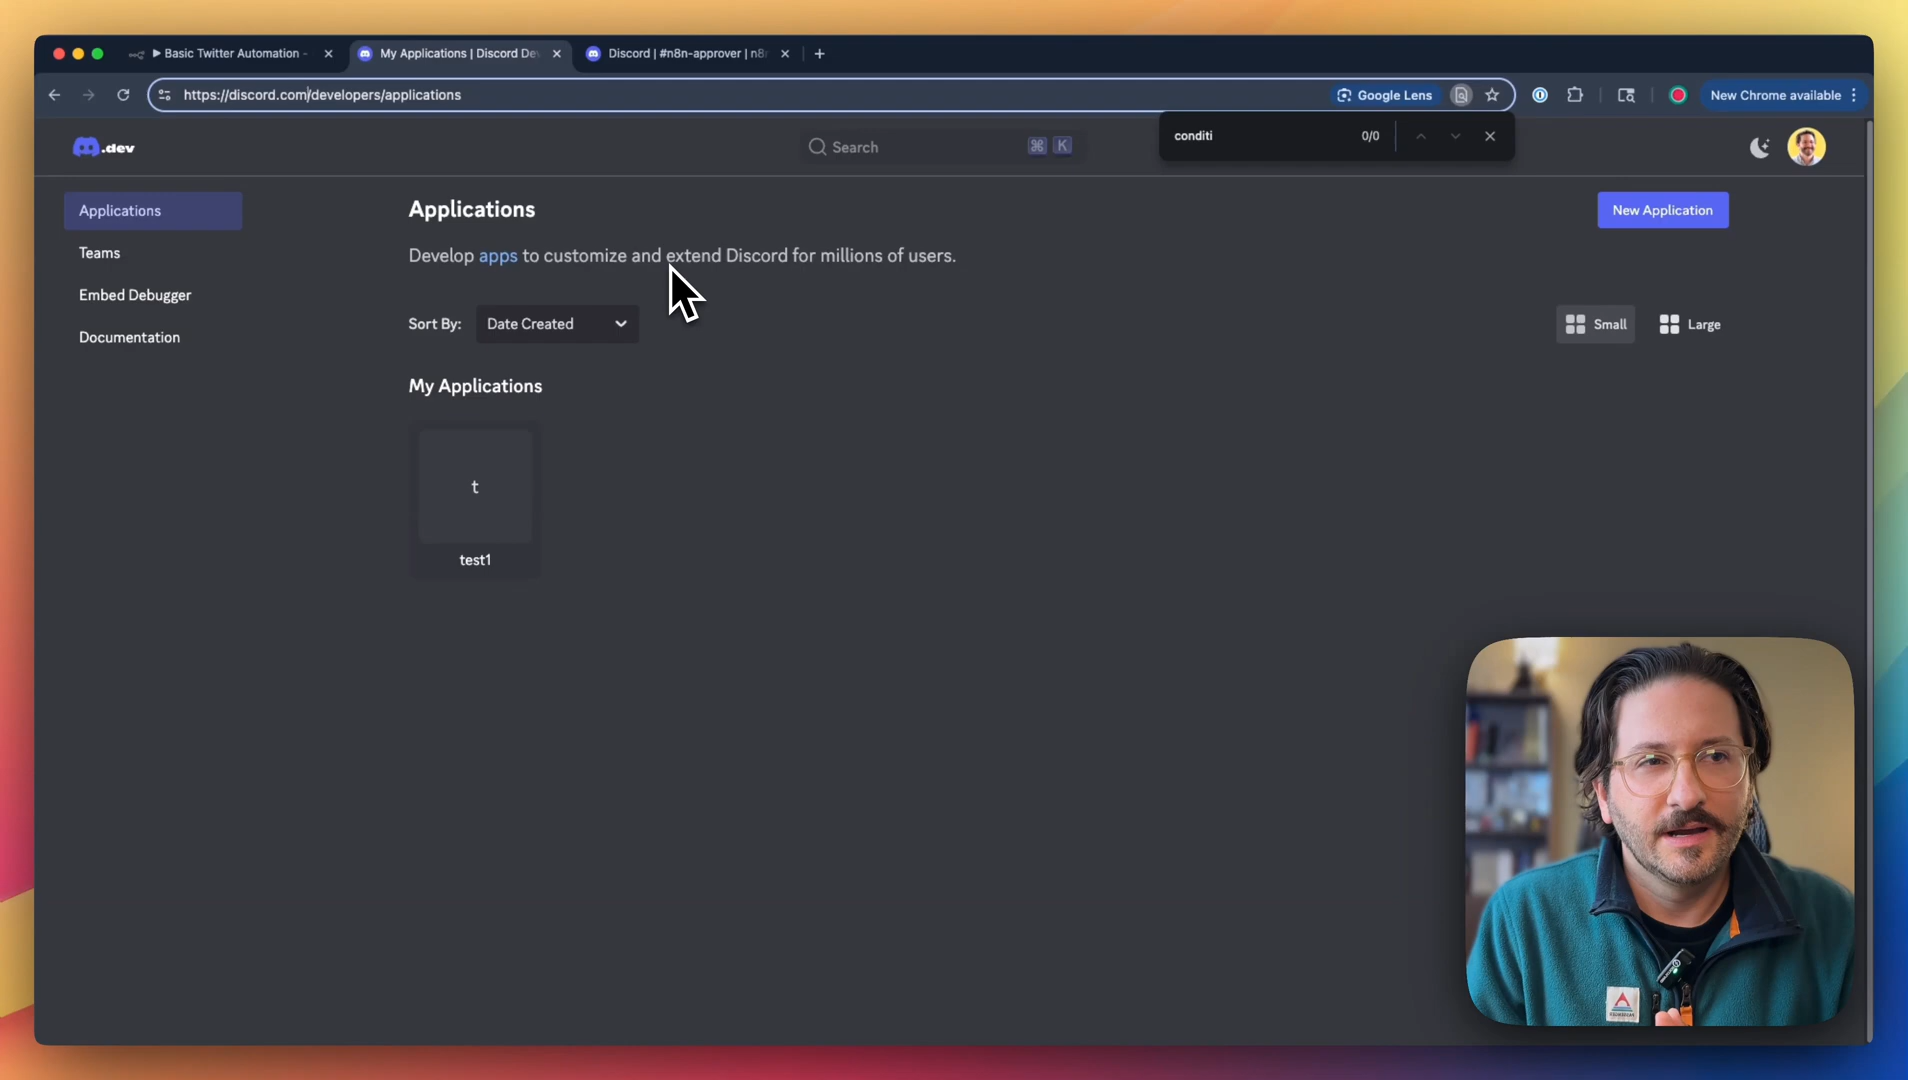 Basic Twitter Automation -
My Applications | Discord De
Discord | #n8n-approver | n8
https://discord.com/developers/applications
Google Lens
New Chrome available
.dev
Search
⌘ K
conditi
0/0
Applications
Teams
Embed Debugger
Documentation
Applications
New Application
Develop apps to customize and extend Discord for millions of users.
Sort By:
Date Created
Small
Large
My Applications
t
test1